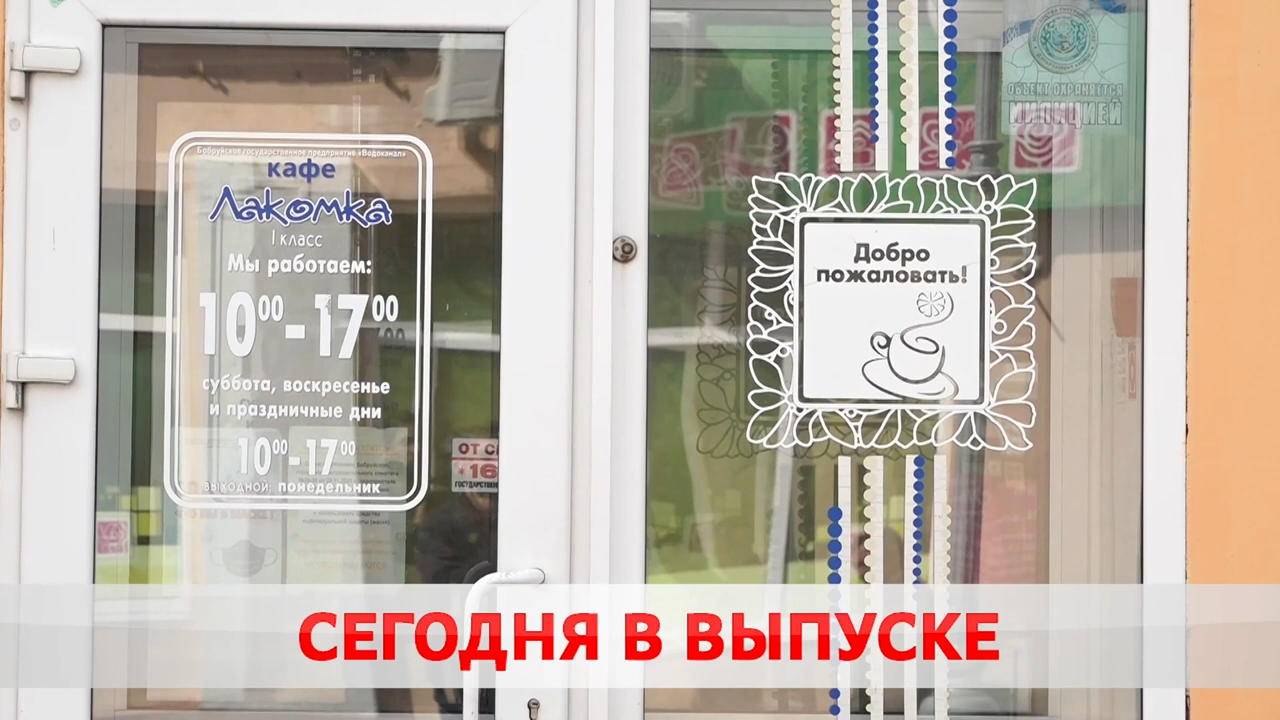 Бобруйское государственное предприятие «Водоканал»
кафе
Лакомка
I класс
Мы работаем:
10⁰⁰-17⁰⁰
суббота, воскресенье
и праздничные дни
10⁰⁰-17⁰⁰
выходной: понедельник
ОБЪЕКТ ОХРАНЯЕТСЯ
МИЛИЦИЕЙ
Добро
пожаловать!
СЕГОДНЯ В ВЫПУСКЕ